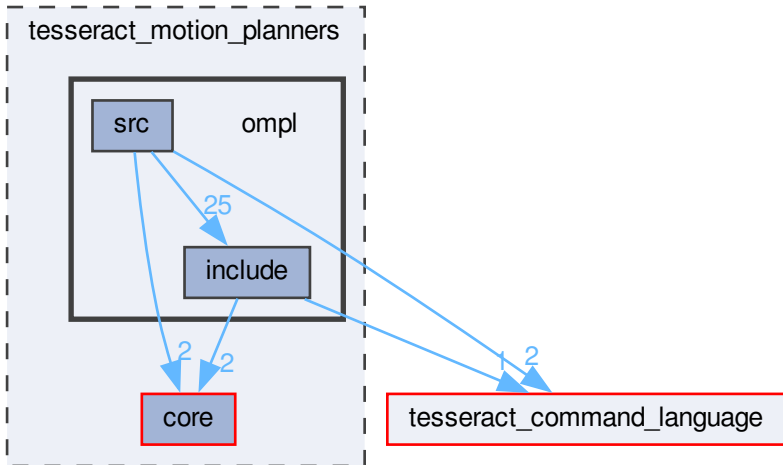 tesseract_motion_planners
src
ompl
25
include
2
2
1
2
core
tesseract_command_language